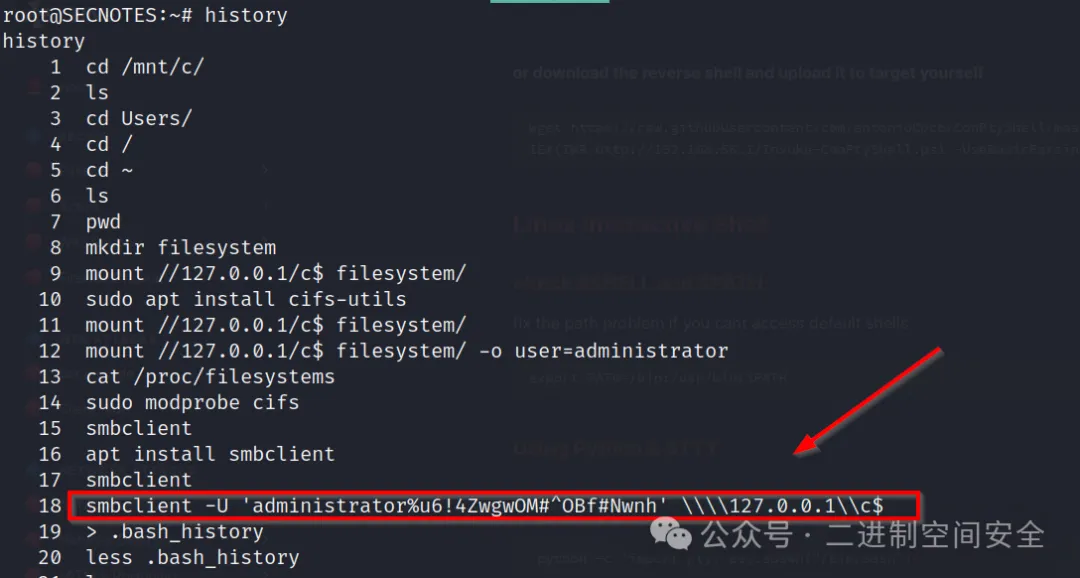 root@SECNOTES:~# history
history
1 cd /mnt/c/
2 ls
3 cd Users/
4 cd /
5 cd ~
6 ls
7 pwd
8 mkdir filesystem
9 mount //127.0.0.1/c$ filesystem/
10 sudo apt install cifs-utils
11 mount //127.0.0.1/c$ filesystem/
12 mount //127.0.0.1/c$ filesystem/ -o user=administrator
13 cat /proc/filesystems
14 sudo modprobe cifs
15 smbclient
16 apt install smbclient
17 smbclient
18 smbclient -U 'administrator%u6!4ZwgwOM#^OBf#Nwnh' \\\\127.0.0.1\\c$
19 > .bash_history
20 less .bash_history
公众号 · 二进制空间安全
or download the reverse shell and upload it to target yourself
fix the path problem if you cant accent default shells